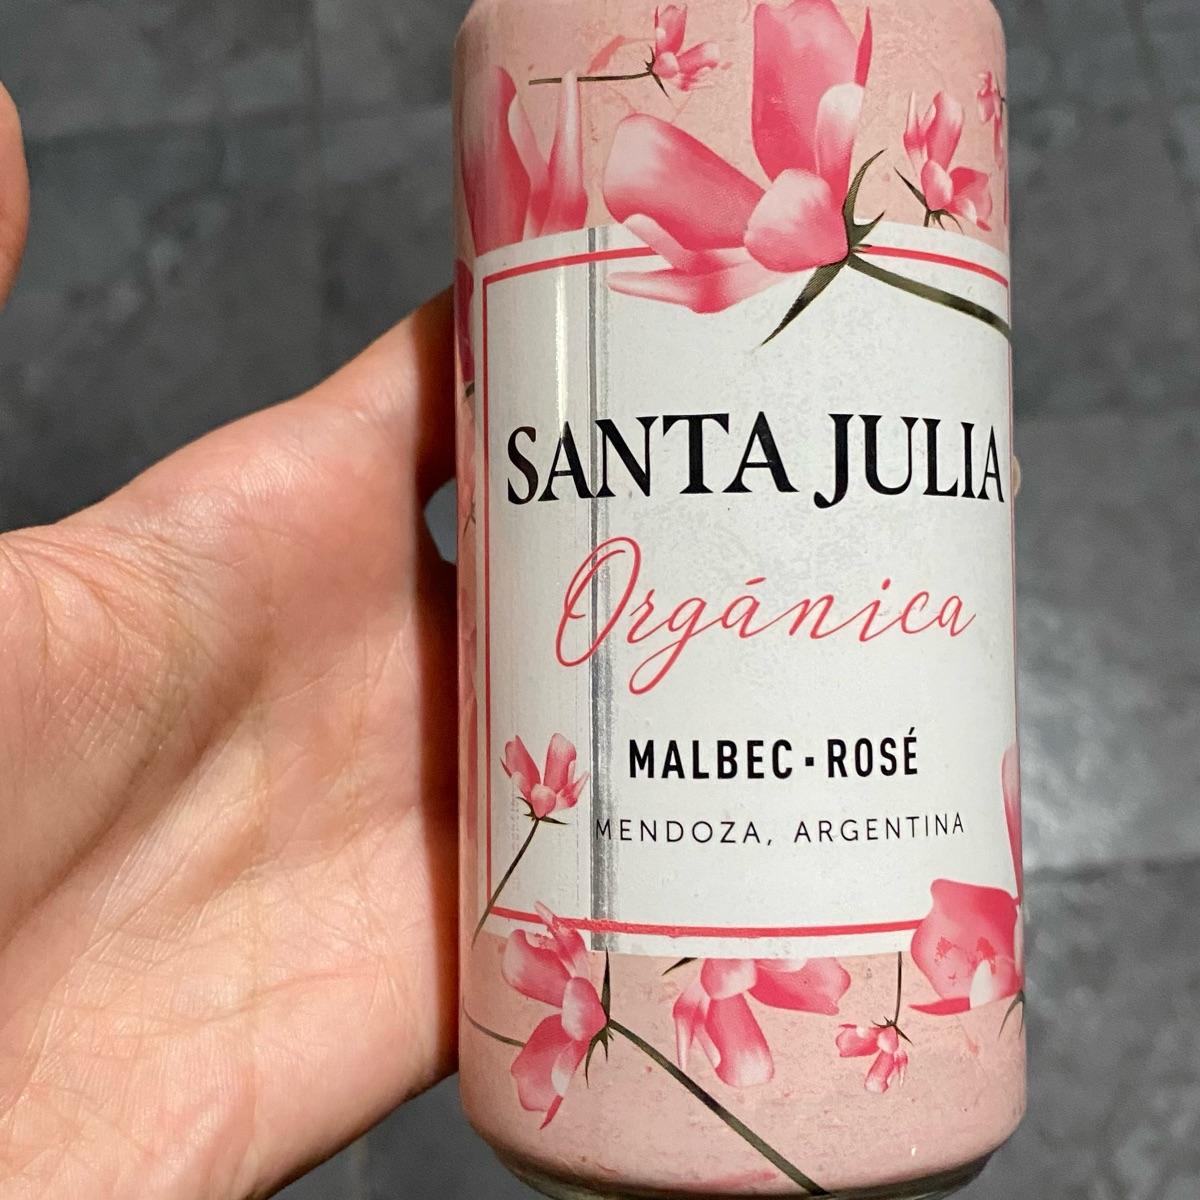 SANTA JULIA
Orgánica
MALBEC · ROSÉ
MENDOZA, ARGENTINA